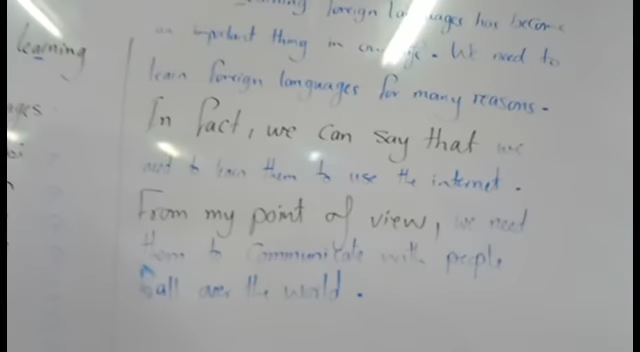 learning foreign languages has become
an important thing in our age. We need to
learn foreign languages for many reasons.
In fact, we can say that we
need to learn them to use the internet.
From my point of view, we need
them to communicate with people
all over the world.
learning
ages